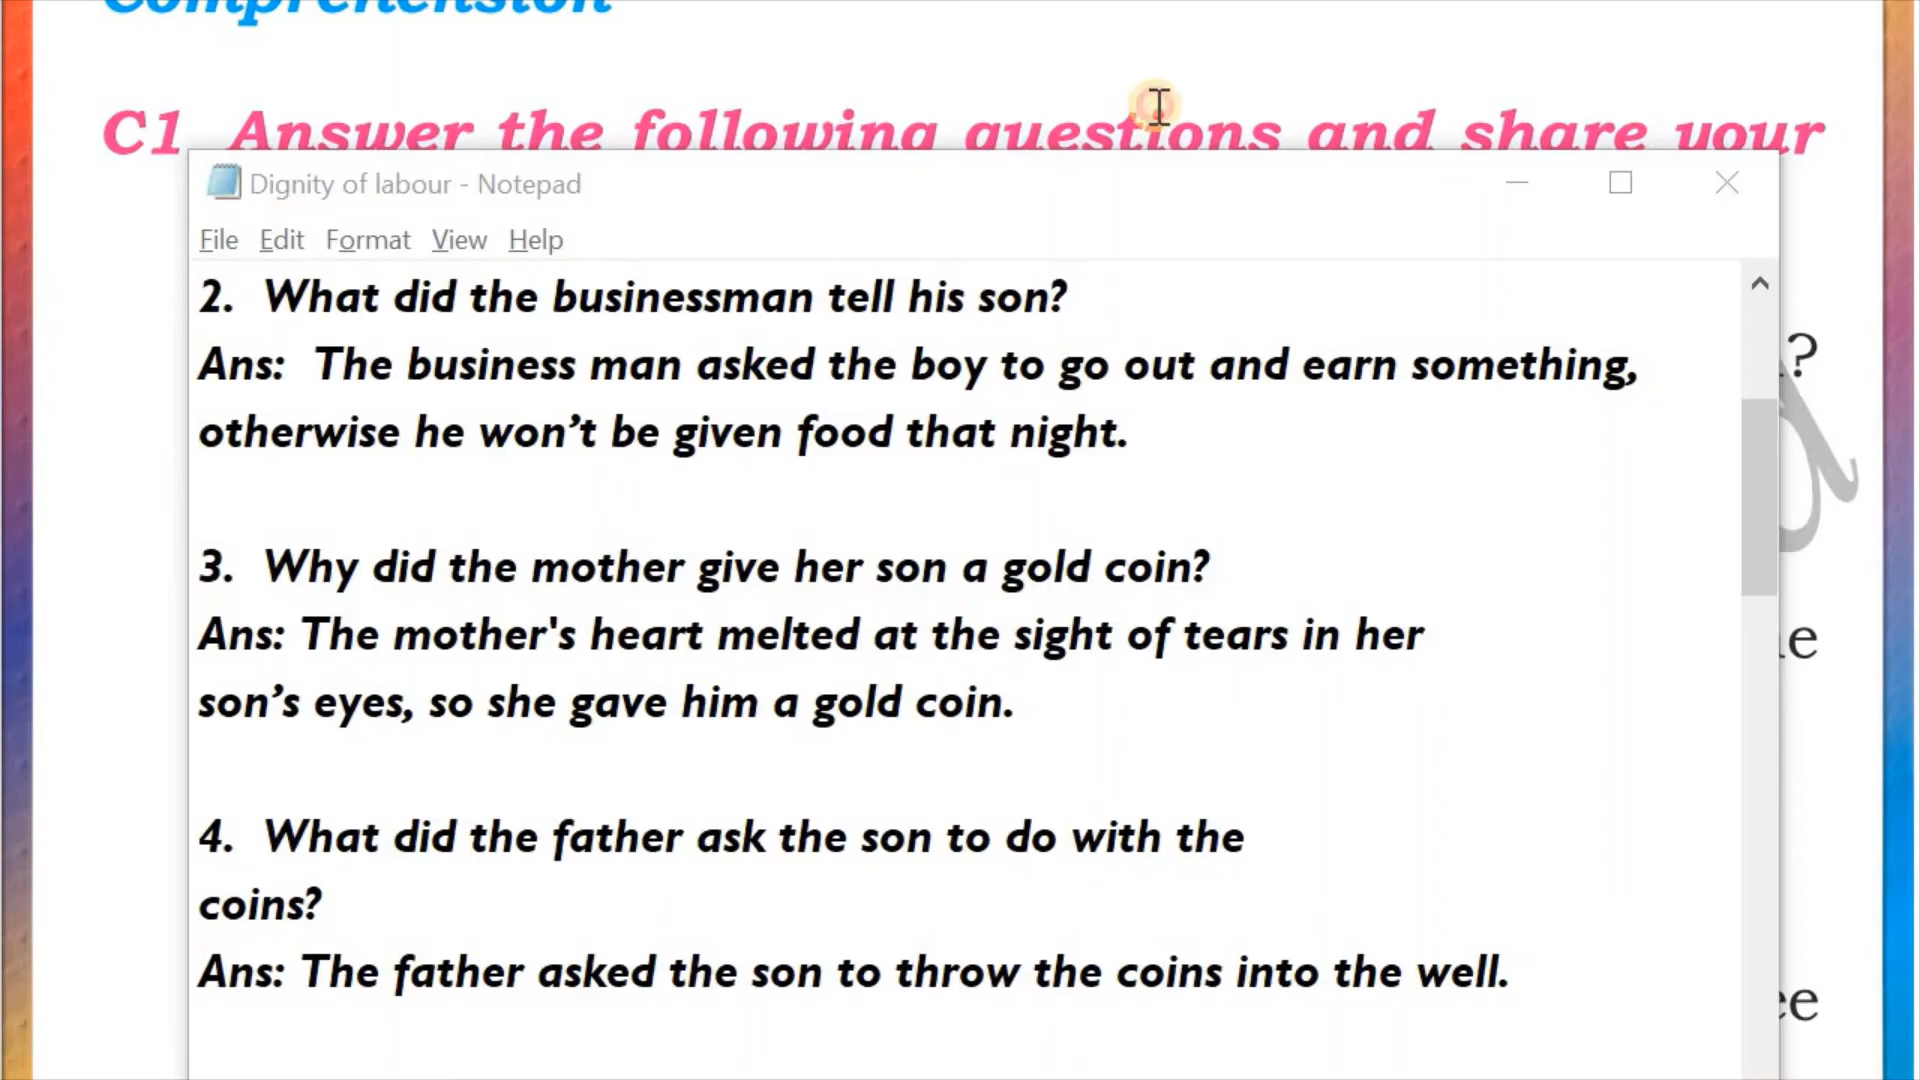 Comprehension
C1 Answer the following questions and share your
Dignity of labour - Notepad
File Edit Format View Help
2. What did the businessman tell his son?
Ans: The business man asked the boy to go out and earn something,
otherwise he won’t be given food that night.
3. Why did the mother give her son a gold coin?
Ans: The mother's heart melted at the sight of tears in her
son’s eyes, so she gave him a gold coin.
4. What did the father ask the son to do with the
coins?
Ans: The father asked the son to throw the coins into the well.